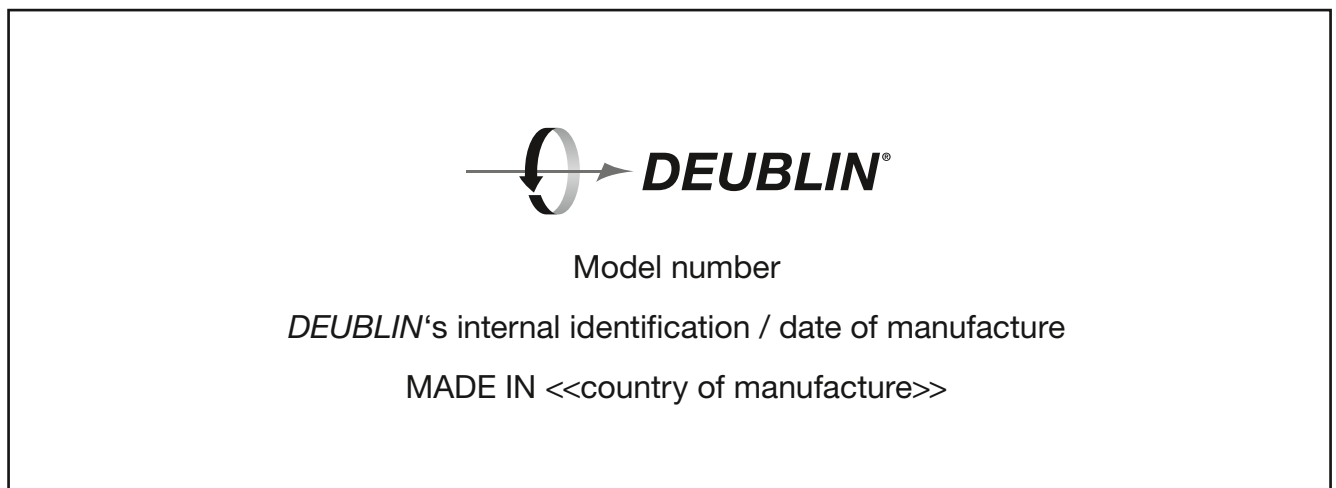 DEUBLIN®
Model number
DEUBLIN‘s internal identification / date of manufacture
MADE IN <<country of manufacture>>